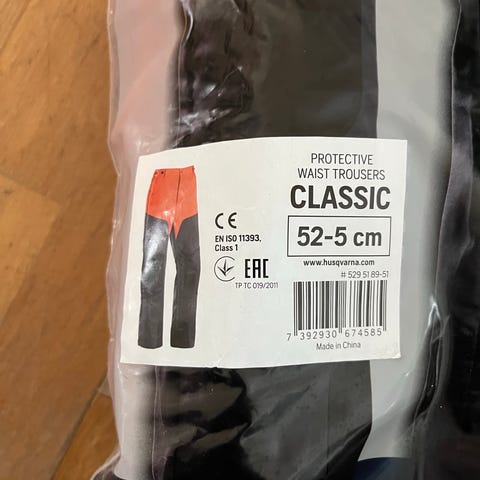 PROTECTIVE
WAIST TROUSERS
CLASSIC
52-5 cm
www.husqvarna.com
# 529 51 89-51
CE
EN ISO 11393,
Class 1
EAC
TP TC 019/2011
7 392930 674585
Made in China